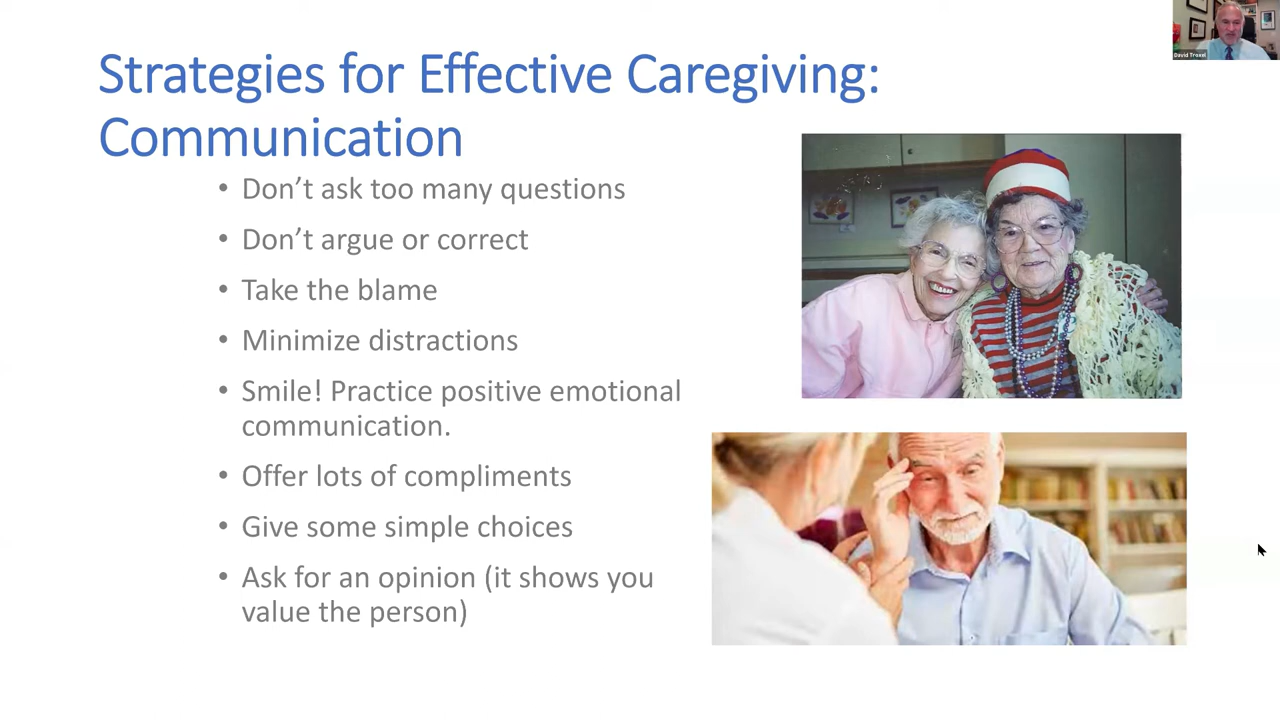 Strategies for Effective Caregiving:
Communication
• Don’t ask too many questions
• Don’t argue or correct
• Take the blame
• Minimize distractions
• Smile! Practice positive emotional
communication.
• Offer lots of compliments
• Give some simple choices
• Ask for an opinion (it shows you
value the person)
David Troxel